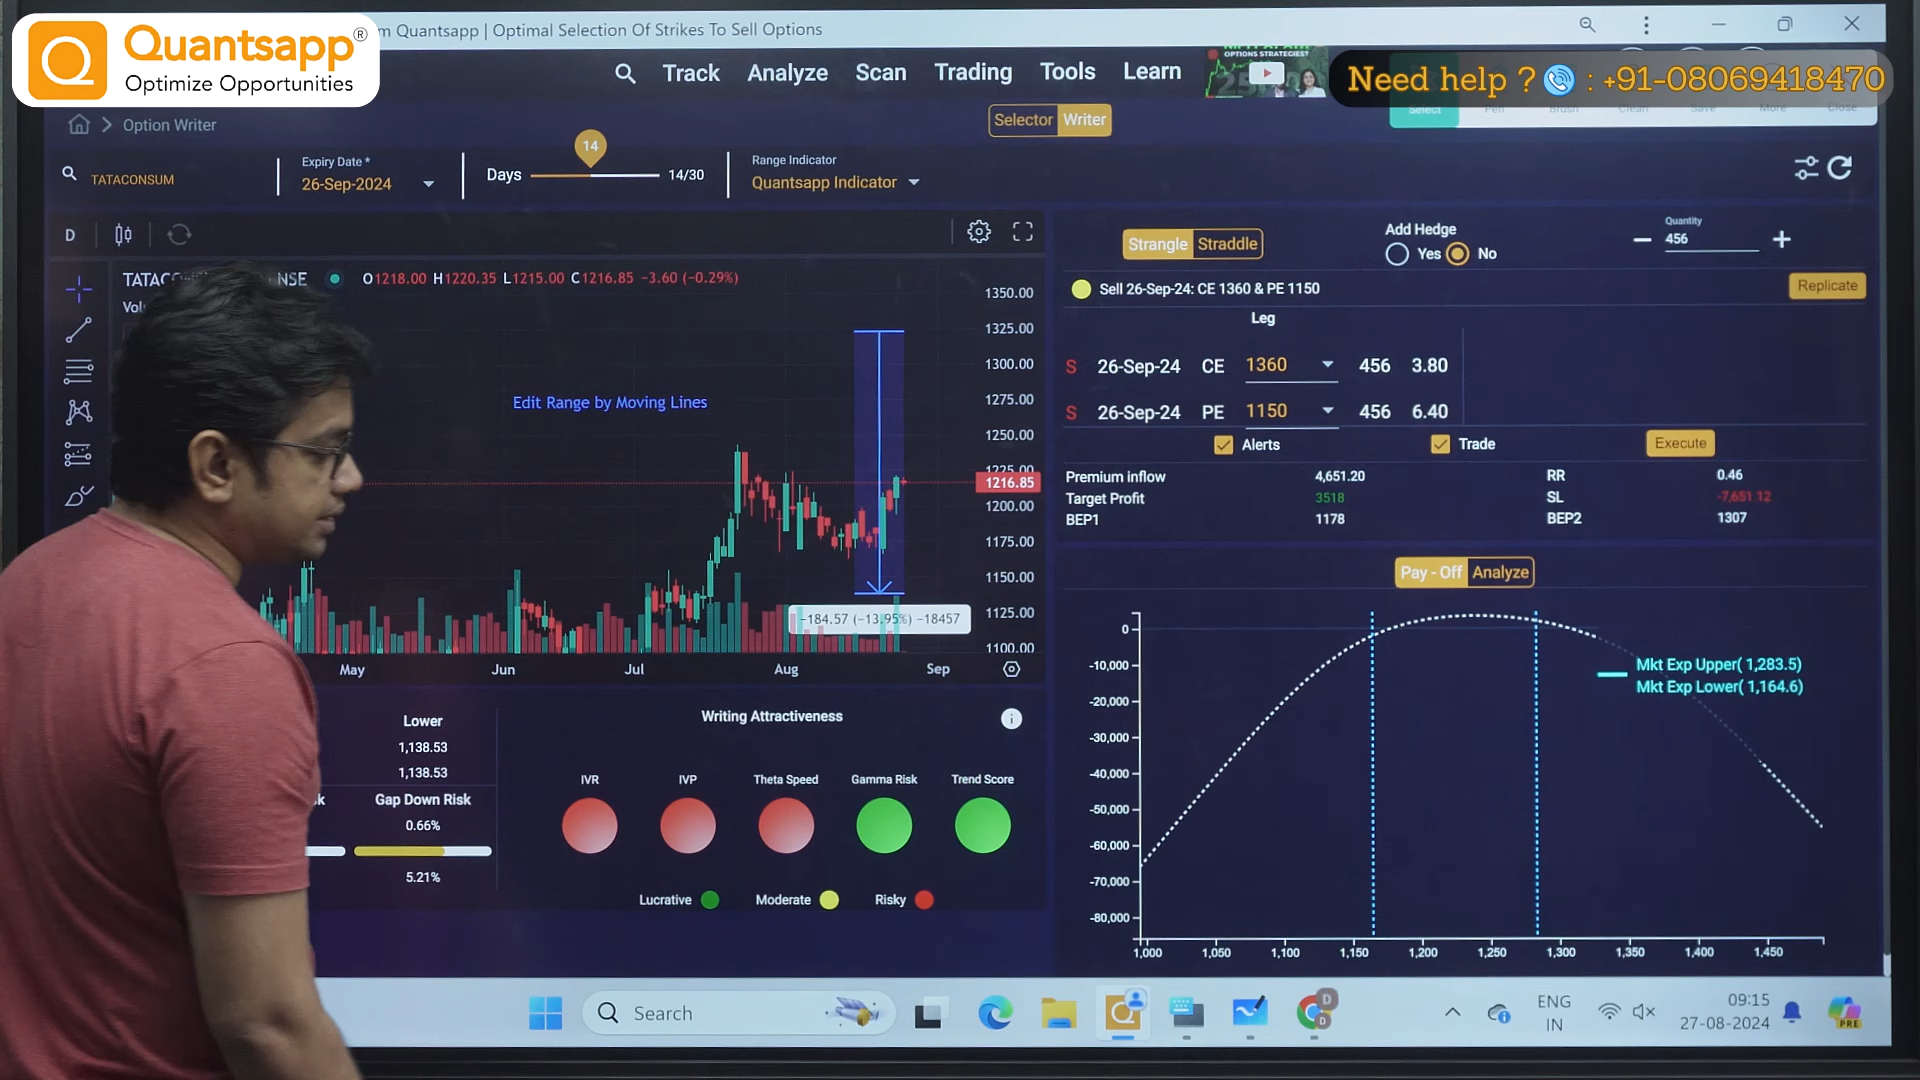 Quantsapp®
Optimize Opportunities
m Quantsapp | Optimal Selection Of Strikes To Sell Options
Track Analyze Scan Trading Tools Learn
OPTIONS STRATEGIES?
Need help ? : +91-08069418470
Select Pen Brush Clean Save More Close
Option Writer
Selector Writer
TATACONSUM
Expiry Date *
26-Sep-2024
Days
14
14/30
Range Indicator
Quantsapp Indicator
D
NSE O1218.00 H1220.35 L1215.00 C1216.85 -3.60 (-0.29%)
Edit Range by Moving Lines
1350.00
1325.00
1300.00
1275.00
1250.00
1225.00
1216.85
1200.00
1175.00
1150.00
1125.00
1100.00
-184.57 (-13.95%) -18457
May Jun Jul Aug Sep
Strangle Straddle
Add Hedge
Yes No
Quantity
456
Sell 26-Sep-24: CE 1360 & PE 1150
Replicate
Leg
S 26-Sep-24 CE 1360 456 3.80
S 26-Sep-24 PE 1150 456 6.40
Alerts Trade Execute
Premium inflow 4,651.20 RR 0.46
Target Profit 3518 SL -7,651.12
BEP1 1178 BEP2 1307
Pay - Off Analyze
0
-10,000
-20,000
-30,000
-40,000
-50,000
-60,000
-70,000
-80,000
Mkt Exp Upper( 1,283.5)
Mkt Exp Lower( 1,164.6)
1,000 1,050 1,100 1,150 1,200 1,250 1,300 1,350 1,400 1,450
Lower
1,138.53
1,138.53
Gap Down Risk
0.66%
5.21%
Writing Attractiveness
IVR IVP Theta Speed Gamma Risk Trend Score
Lucrative Moderate Risky
Search
ENG
IN
09:15
27-08-2024
PRE